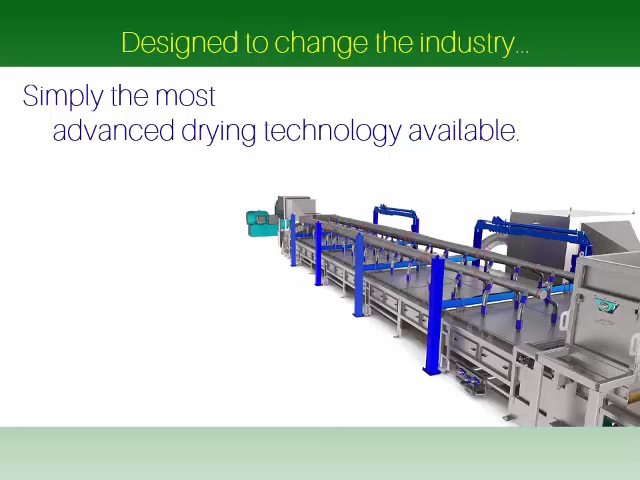 Designed to change the industry...
Simply the most
advanced drying technology available.